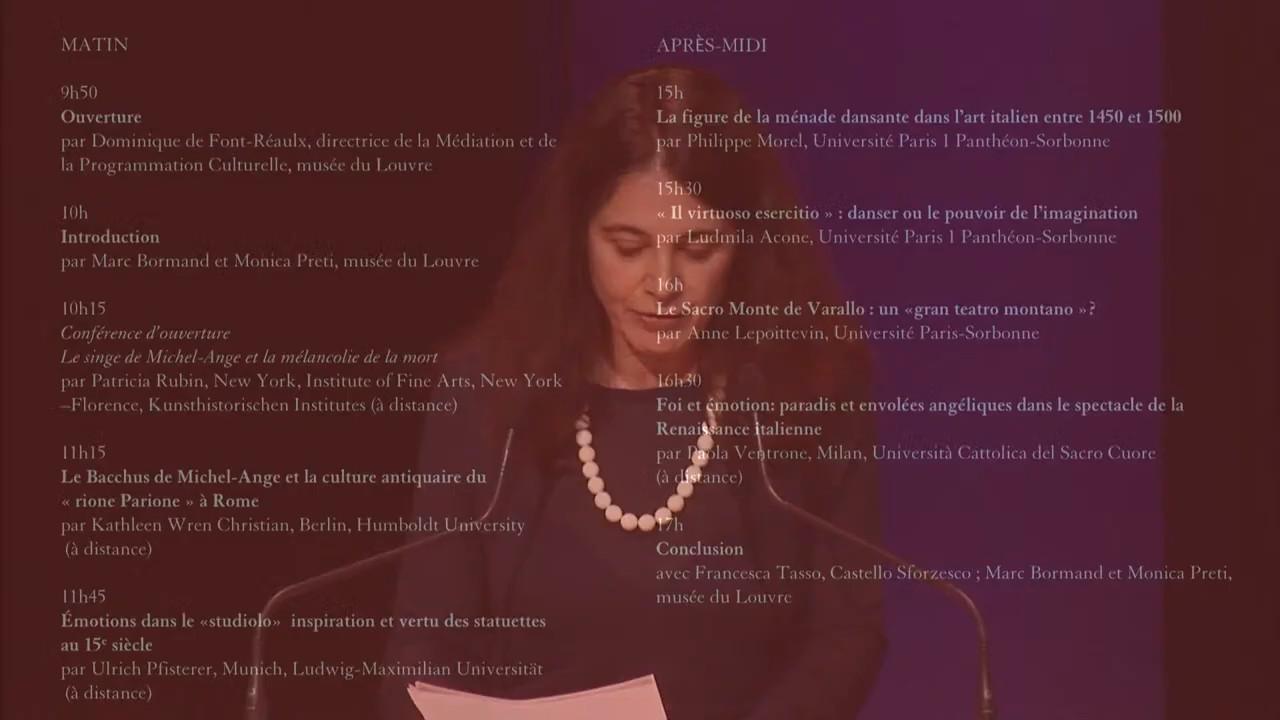 MATIN
9h50
Ouverture
par Dominique de Font-Réaulx, directrice de la Médiation et de
la Programmation Culturelle, musée du Louvre
10h
Introduction
par Marc Bormand et Monica Preti, musée du Louvre
10h15
Conférence d'ouverture
Le singe de Michel-Ange et la mélancolie de la mort
par Patricia Rubin, New York, Institute of Fine Arts, New York
–Florence, Kunsthistorischen Institutes (à distance)
11h15
Le Bacchus de Michel-Ange et la culture antiquaire du
« rione Parione » à Rome
par Kathleen Wren Christian, Berlin, Humboldt University
(à distance)
11h45
Émotions dans le «studiolo» inspiration et vertu des statuettes
au 15e siècle
par Ulrich Pfisterer, Munich, Ludwig-Maximilian Universität
(à distance)
APRÈS-MIDI
15h
La figure de la ménade dansante dans l'art italien entre 1450 et 1500
par Philippe Morel, Université Paris 1 Panthéon-Sorbonne
15h30
« Il virtuoso esercitio » : danser ou le pouvoir de l'imagination
par Ludmila Acone, Université Paris 1 Panthéon-Sorbonne
16h
Le Sacro Monte de Varallo : un «gran teatro montano »?
par Anne Lepoittevin, Université Paris-Sorbonne
16h30
Foi et émotion: paradis et envolées angéliques dans le spectacle de la
Renaissance italienne
par Paola Ventrone, Milan, Università Cattolica del Sacro Cuore
(à distance)
17h
Conclusion
avec Francesca Tasso, Castello Sforzesco ; Marc Bormand et Monica Preti,
musée du Louvre